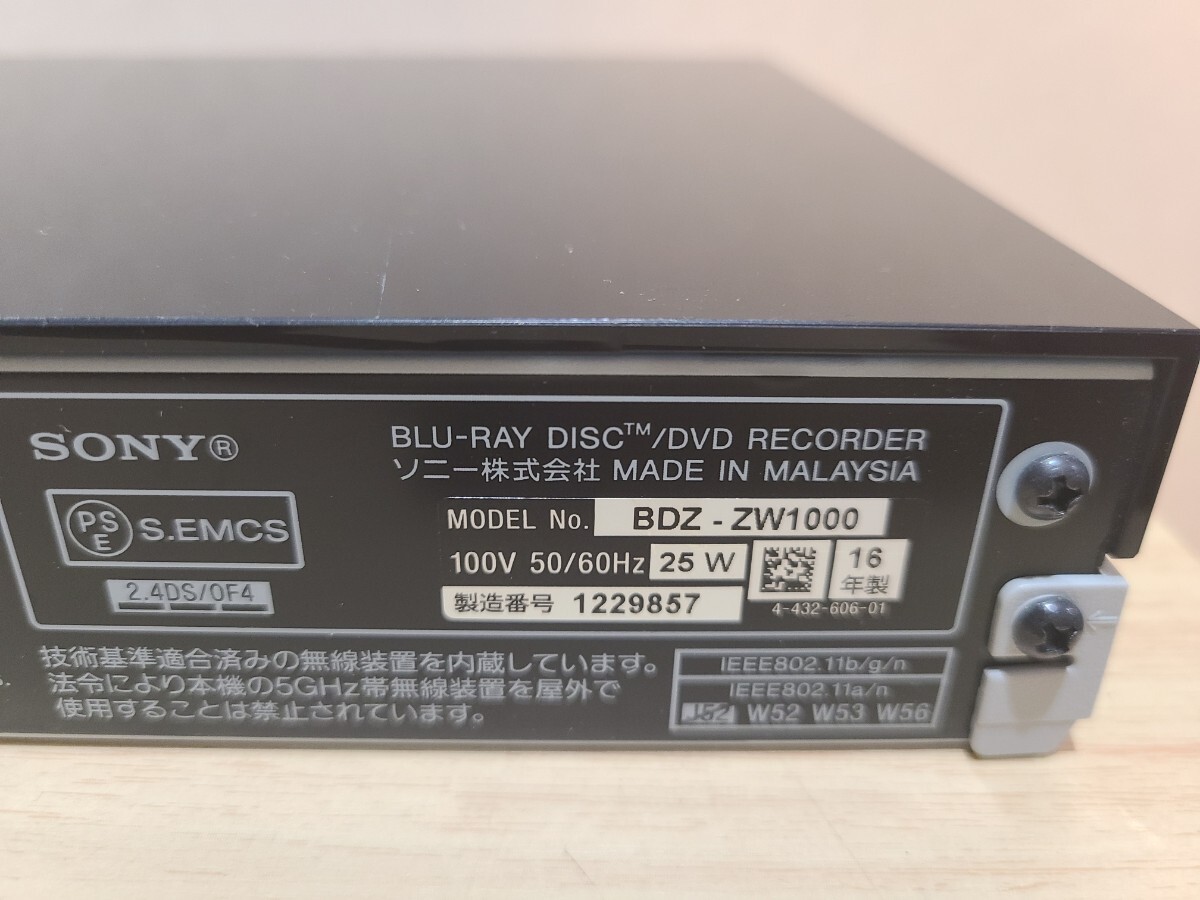 SONY®
BLU-RAY DISC™/DVD RECORDER
ソニー株式会社 MADE IN MALAYSIA
PSE S.EMCS
2.4DS/OF4
MODEL No. BDZ - ZW1000
100V 50/60Hz 25 W
16
年製
製造番号 1229857
4-432-606-01
技術基準適合済みの無線装置を内蔵しています。
法令により本機の5GHz帯無線装置を屋外で
使用することは禁止されています。
IEEE802.11b/g/n
IEEE802.11a/n
J52 W52 W53 W56